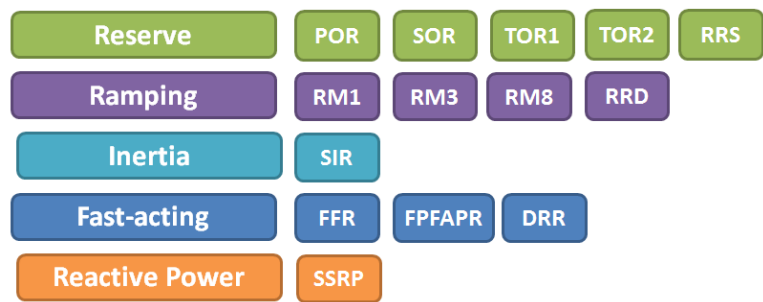 Reserve POR SOR TOR1 TOR2 RRS
Ramping RM1 RM3 RM8 RRD
Inertia SIR
Fast-acting FFR FPFAPR DRR
Reactive Power SSRP